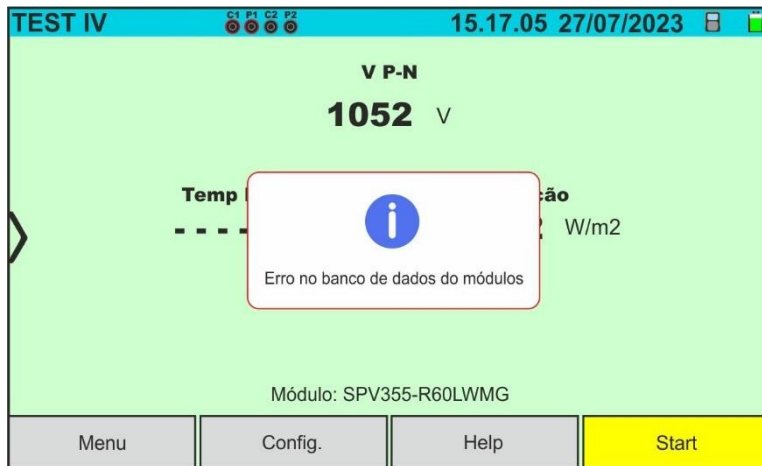 TEST IV C1 P1 C2 P2 15.17.05 27/07/2023
V P-N
1052 V
Temp ção
---- W/m2
Erro no banco de dados do módulos
Módulo: SPV355-R60LWMG
Menu Config. Help Start